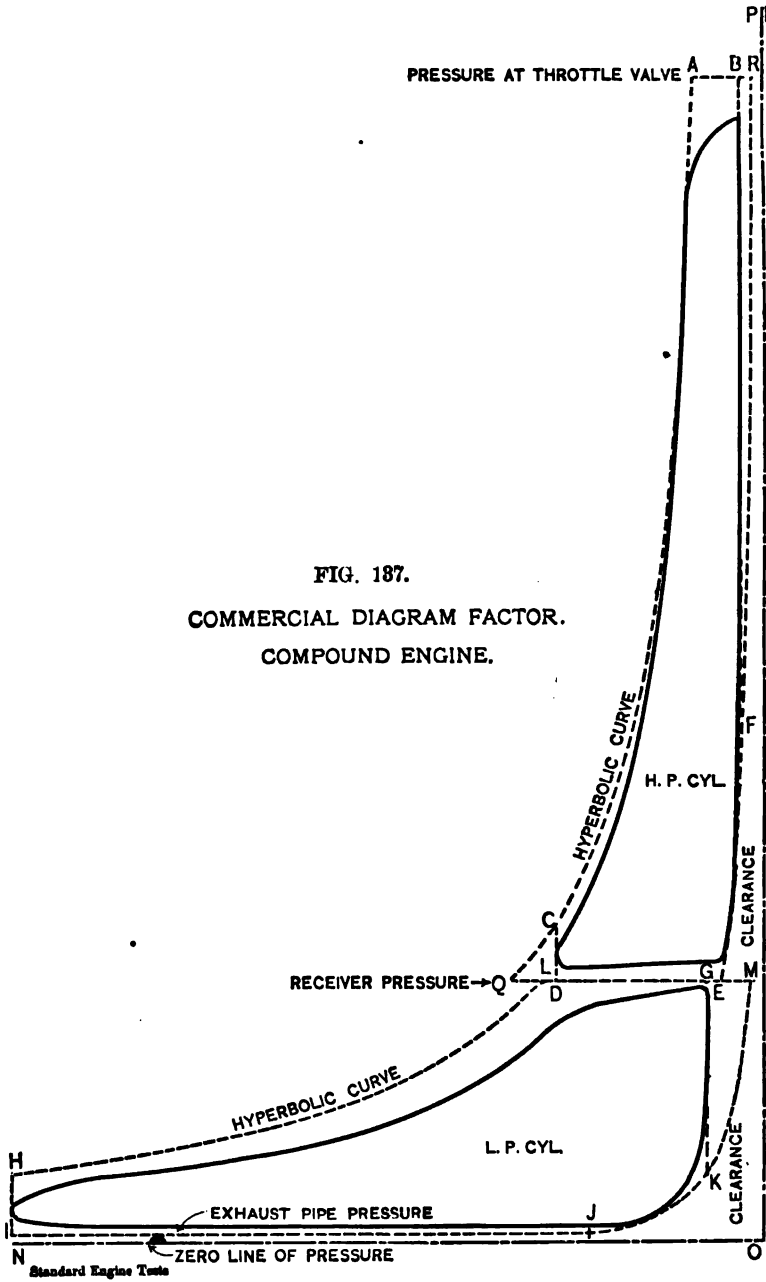 P
PRESSURE AT THROTTLE VALVE A B R
FIG. 137.
COMMERCIAL DIAGRAM FACTOR.
COMPOUND ENGINE.
HYPERBOLIC CURVE
F
H. P. CYL.
CLEARANCE
C
RECEIVER PRESSURE→Q
L
D
G
E
M
HYPERBOLIC CURVE
H
L. P. CYL.
K
CLEARANCE
EXHAUST PIPE PRESSURE
J
N
ZERO LINE OF PRESSURE
O
Standard Engine Tests